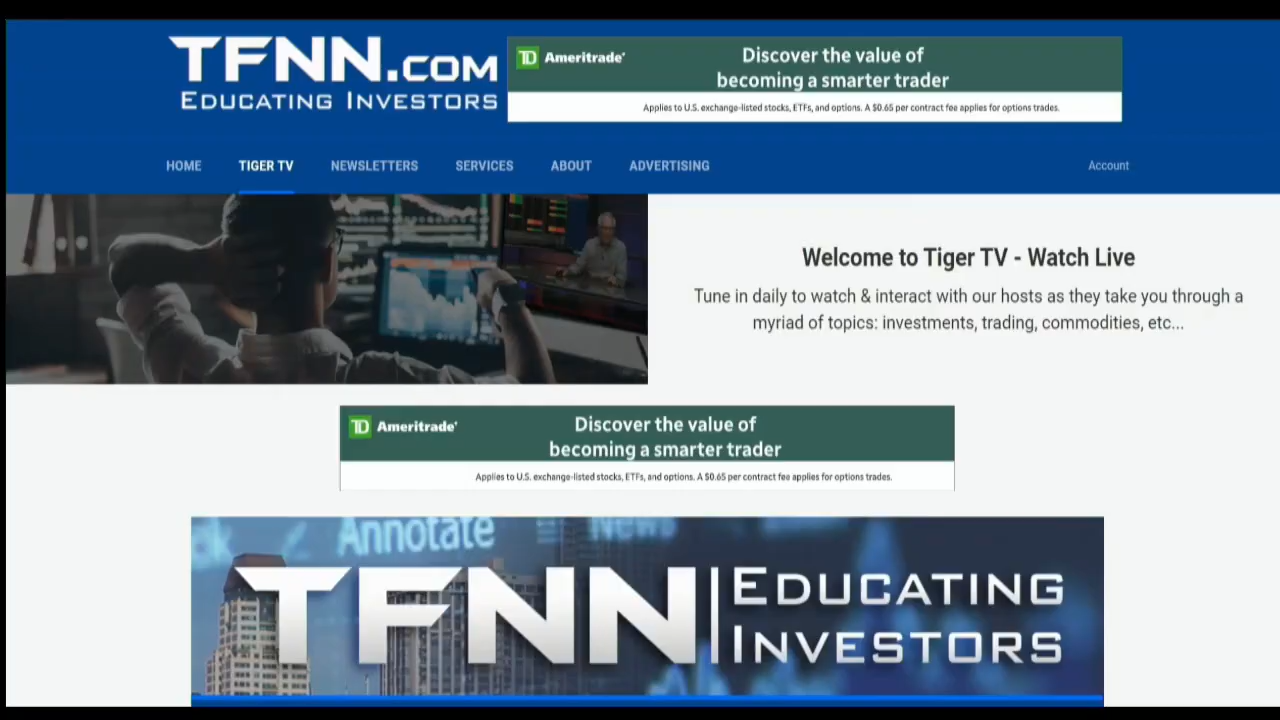 TFNN.COM
EDUCATING INVESTORS
TD Ameritrade
Discover the value of
becoming a smarter trader
Applies to U.S. exchange-listed stocks, ETFs, and options. A $0.65 per contract fee applies for options trades.
HOME TIGER TV NEWSLETTERS SERVICES ABOUT ADVERTISING Account
Welcome to Tiger TV - Watch Live
Tune in daily to watch & interact with our hosts as they take you through a
myriad of topics: investments, trading, commodities, etc...
TD Ameritrade
Discover the value of
becoming a smarter trader
Applies to U.S. exchange-listed stocks, ETFs, and options. A $0.65 per contract fee applies for options trades.
Annotate News
TFNN EDUCATING
INVESTORS